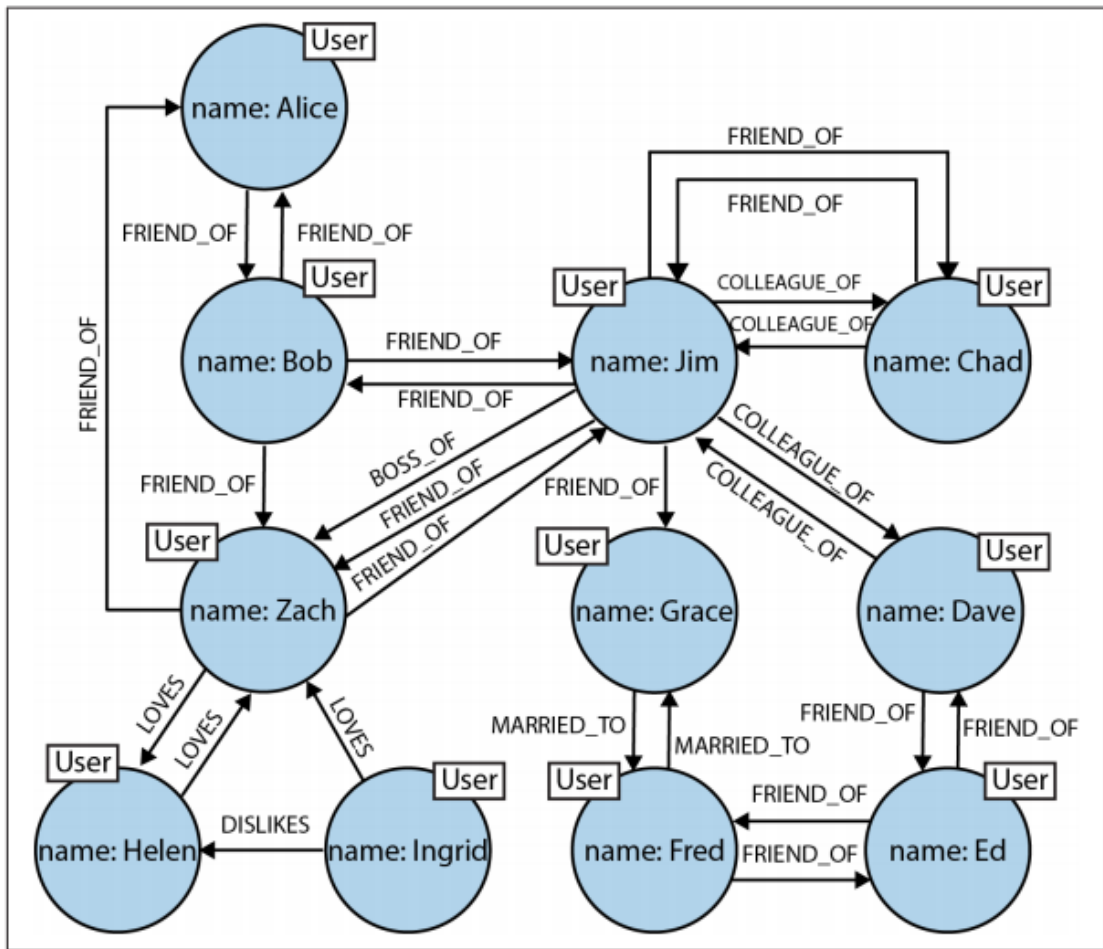 User
name: Alice
FRIEND_OF
FRIEND_OF
FRIEND_OF
FRIEND_OF
FRIEND_OF
User
User
COLLEAGUE_OF
User
COLLEAGUE_OF
name: Bob
FRIEND_OF
name: Jim
name: Chad
FRIEND_OF
FRIEND_OF
COLLEAGUE_OF
BOSS_OF
FRIEND_OF
FRIEND_OF
COLLEAGUE_OF
FRIEND_OF
FRIEND_OF
User
User
User
name: Zach
name: Grace
name: Dave
LOVES
LOVES
LOVES
MARRIED_TO
MARRIED_TO
FRIEND_OF
FRIEND_OF
User
User
User
User
FRIEND_OF
DISLIKES
name: Helen
name: Ingrid
name: Fred
FRIEND_OF
name: Ed